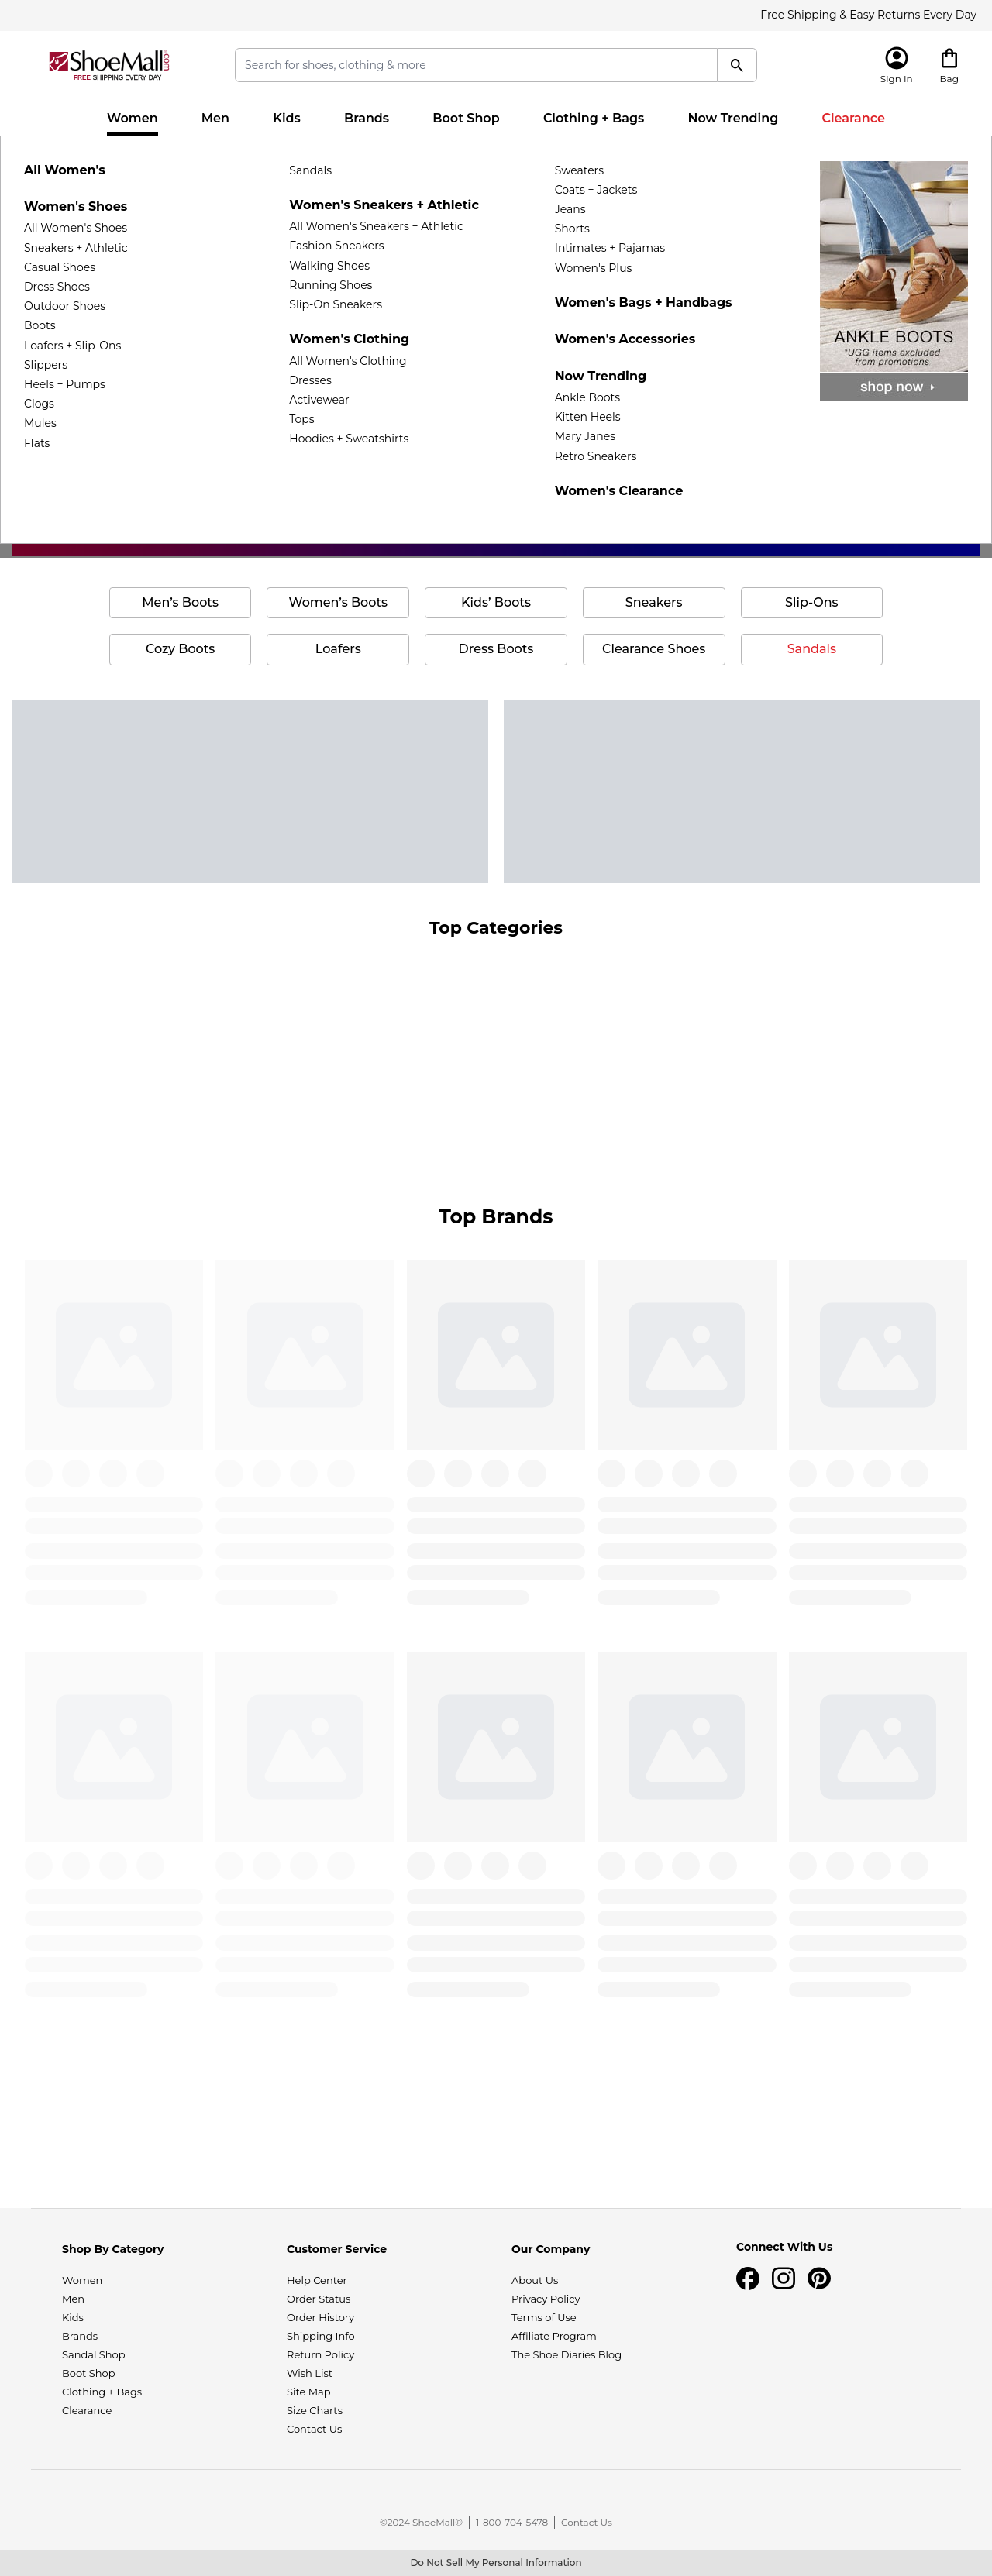 Free Shipping & Easy Returns Every Day
ShoeMall.com
FREE SHIPPING EVERY DAY
Search for shoes, clothing & more
Sign In
Bag
Women
Men
Kids
Brands
Boot Shop
Clothing + Bags
Now Trending
Clearance
All Women's
Women's Shoes
All Women's Shoes
Sneakers + Athletic
Casual Shoes
Dress Shoes
Outdoor Shoes
Boots
Loafers + Slip-Ons
Slippers
Heels + Pumps
Clogs
Mules
Flats
Sandals
Women's Sneakers + Athletic
All Women's Sneakers + Athletic
Fashion Sneakers
Walking Shoes
Running Shoes
Slip-On Sneakers
Women's Clothing
All Women's Clothing
Dresses
Activewear
Tops
Hoodies + Sweatshirts
Sweaters
Coats + Jackets
Jeans
Shorts
Intimates + Pajamas
Women's Plus
Women's Bags + Handbags
Women's Accessories
Now Trending
Ankle Boots
Kitten Heels
Mary Janes
Retro Sneakers
Women's Clearance
ANKLE BOOTS
*UGG items excluded
from promotions
shop now
Men’s Boots
Women’s Boots
Kids’ Boots
Sneakers
Slip-Ons
Cozy Boots
Loafers
Dress Boots
Clearance Shoes
Sandals
Top Categories
Top Brands
Shop By Category
Women
Men
Kids
Brands
Sandal Shop
Boot Shop
Clothing + Bags
Clearance
Customer Service
Help Center
Order Status
Order History
Shipping Info
Return Policy
Wish List
Site Map
Size Charts
Contact Us
Our Company
About Us
Privacy Policy
Terms of Use
Affiliate Program
The Shoe Diaries Blog
Connect With Us
©2024 ShoeMall®
1-800-704-5478
Contact Us
Do Not Sell My Personal Information